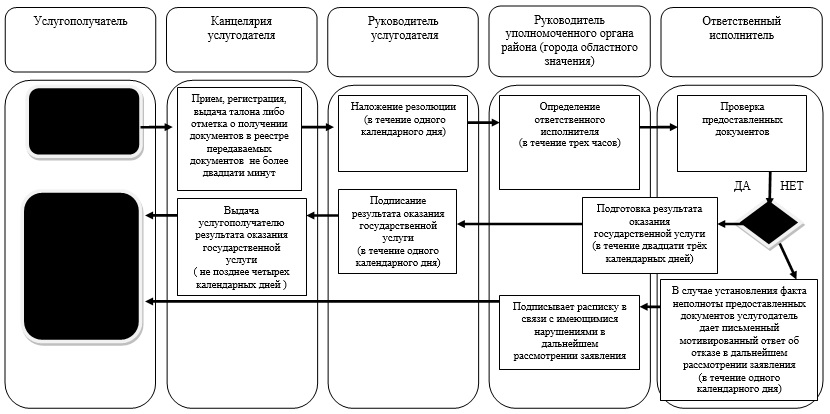 Услугополучатель
Канцелярия
услугодателя
Руководитель
услугодателя
Руководитель
уполномоченного органа
района (города областного
значения)
Ответственный
исполнитель
Прием, регистрация,
выдача талона либо
отметка о получении
документов в реестре
передаваемых
документов не более
двадцати минут
Наложение резолюции
(в течение одного
календарного дня)
Определение
ответственного
исполнителя
(в течение трех часов)
Проверка
предоставленных
документов
ДА
НЕТ
Подготовка результата
оказания
государственной услуги
(в течение двадцати трёх
календарных дней)
Подписание
результата оказания
государственной
услуги
(в течение одного
календарного дня)
Выдача
услугополучателю
результата оказания
государственной
услуги
( не позднее четырех
календарных дней )
В случае установления факта
неполноты предоставленных
документов услугодатель
дает письменный
мотивированный ответ об
отказе в дальнейшем
рассмотрении заявления
(в течение одного
календарного дня)
Подписывает расписку в
связи с имеющимися
нарушениями в
дальнейшем
рассмотрении заявления